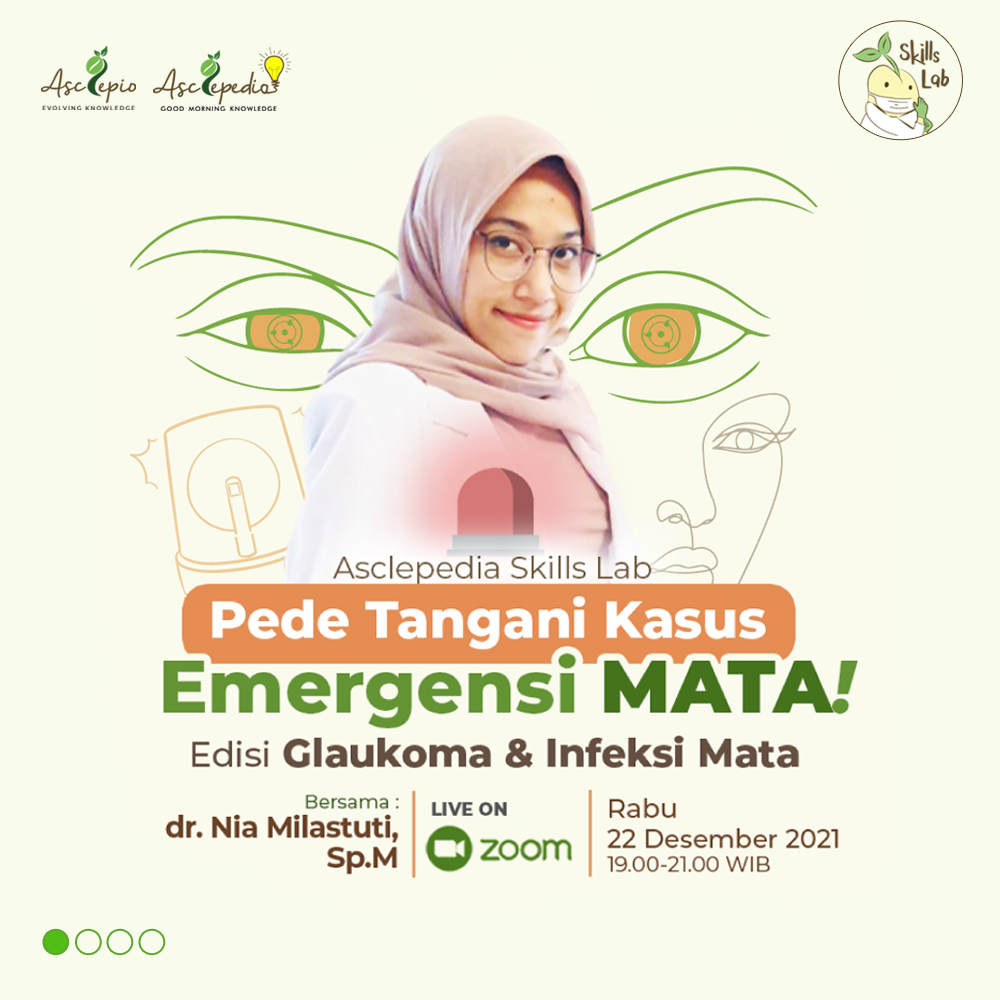 Asclepio
EVOLVING KNOWLEDGE
Asclepedia
GOOD MORNING KNOWLEDGE
Skills
Lab
Asclepedia Skills Lab
Pede Tangani Kasus
Emergensi MATA!
Edisi Glaukoma & Infeksi Mata
Bersama :
dr. Nia Milastuti,
Sp.M
LIVE ON
zoom
Rabu
22 Desember 2021
19.00-21.00 WIB